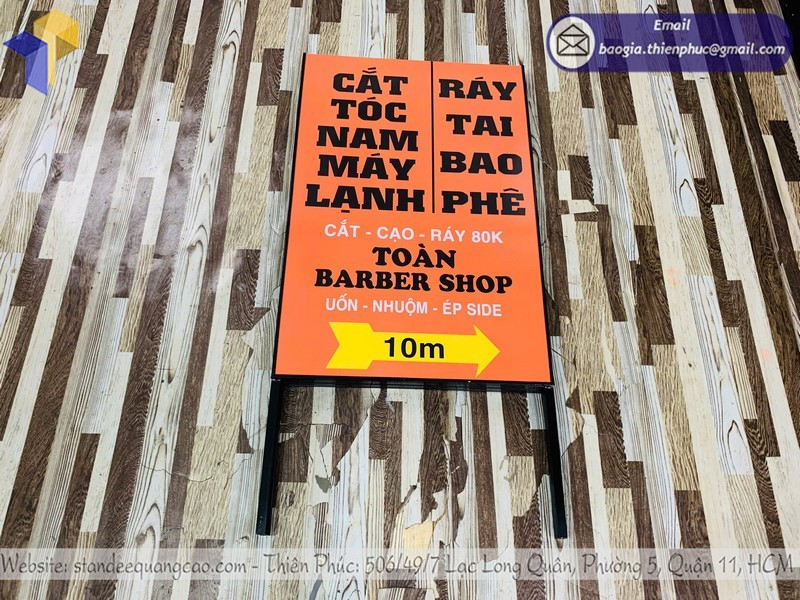 Email
baogia.thienphuc@gmail.com
CẮT
TÓC
NAM
MÁY
LẠNH
RÁY
TAI
BAO
PHÊ
CẮT - CẠO - RÁY 80K
TOÀN
BARBER SHOP
UỐN - NHUỘM - ÉP SIDE
10m
Website: standeequangcao.com - Thiên Phúc: 506/49/7 Lạc Long Quân, Phường 5, Quận 11, HCM